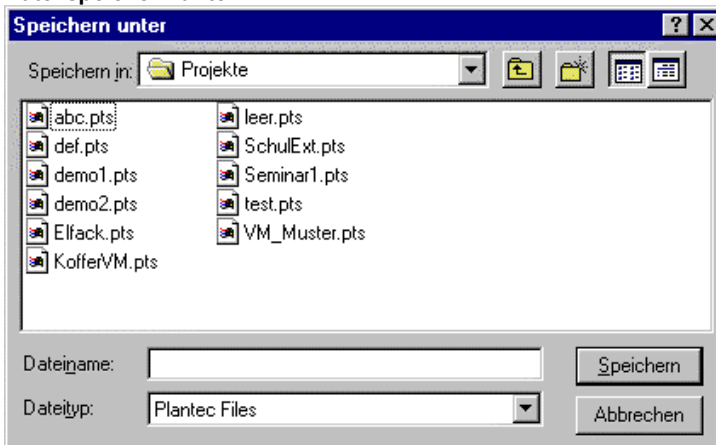 Speichern unter
Speichern in: Projekte
abc.pts leer.pts
def.pts SchulExt.pts
demo1.pts Seminar1.pts
demo2.pts test.pts
Elfack.pts VM_Muster.pts
KofferVM.pts
Dateiname: Speichern
Dateityp: Plantec Files Abbrechen